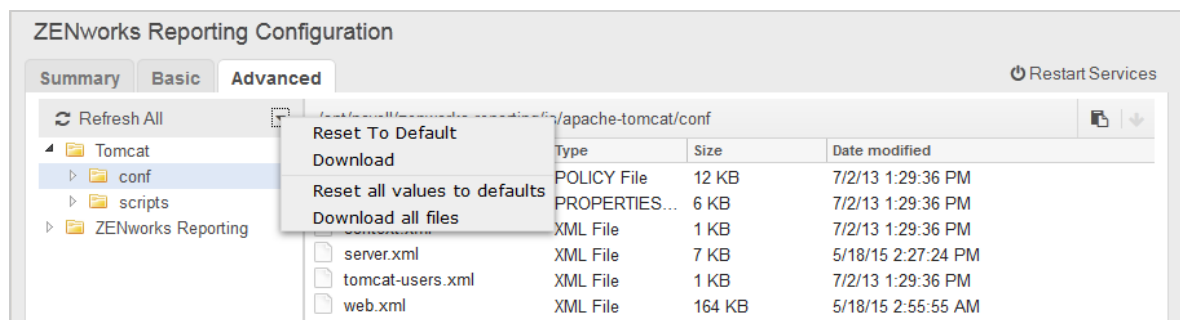 ZENworks Reporting Configuration
Summary Basic Advanced Restart Services
Refresh All /apache-tomcat/conf
Reset To Default
Download
Reset all values to defaults
Download all files
Tomcat
conf
scripts
ZENworks Reporting
Type Size Date modified
POLICY File 12 KB 7/2/13 1:29:36 PM
PROPERTIES... 6 KB 7/2/13 1:29:36 PM
XML File 1 KB 7/2/13 1:29:36 PM
server.xml XML File 7 KB 5/18/15 2:27:24 PM
tomcat-users.xml XML File 1 KB 7/2/13 1:29:36 PM
web.xml XML File 164 KB 5/18/15 2:55:55 AM